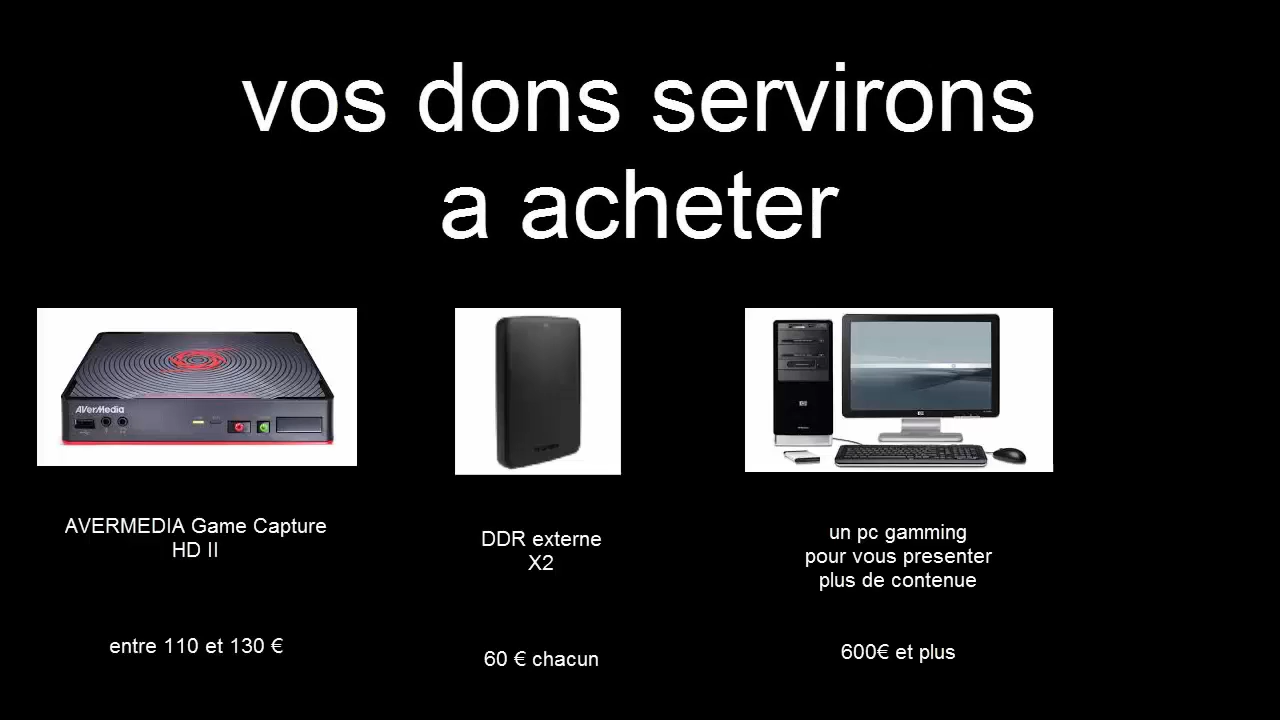 vos dons servirons
a acheter
AVerMedia
AVERMEDIA Game Capture
HD II
entre 110 et 130 €
DDR externe
X2
60 € chacun
un pc gamming
pour vous presenter
plus de contenue
600€ et plus